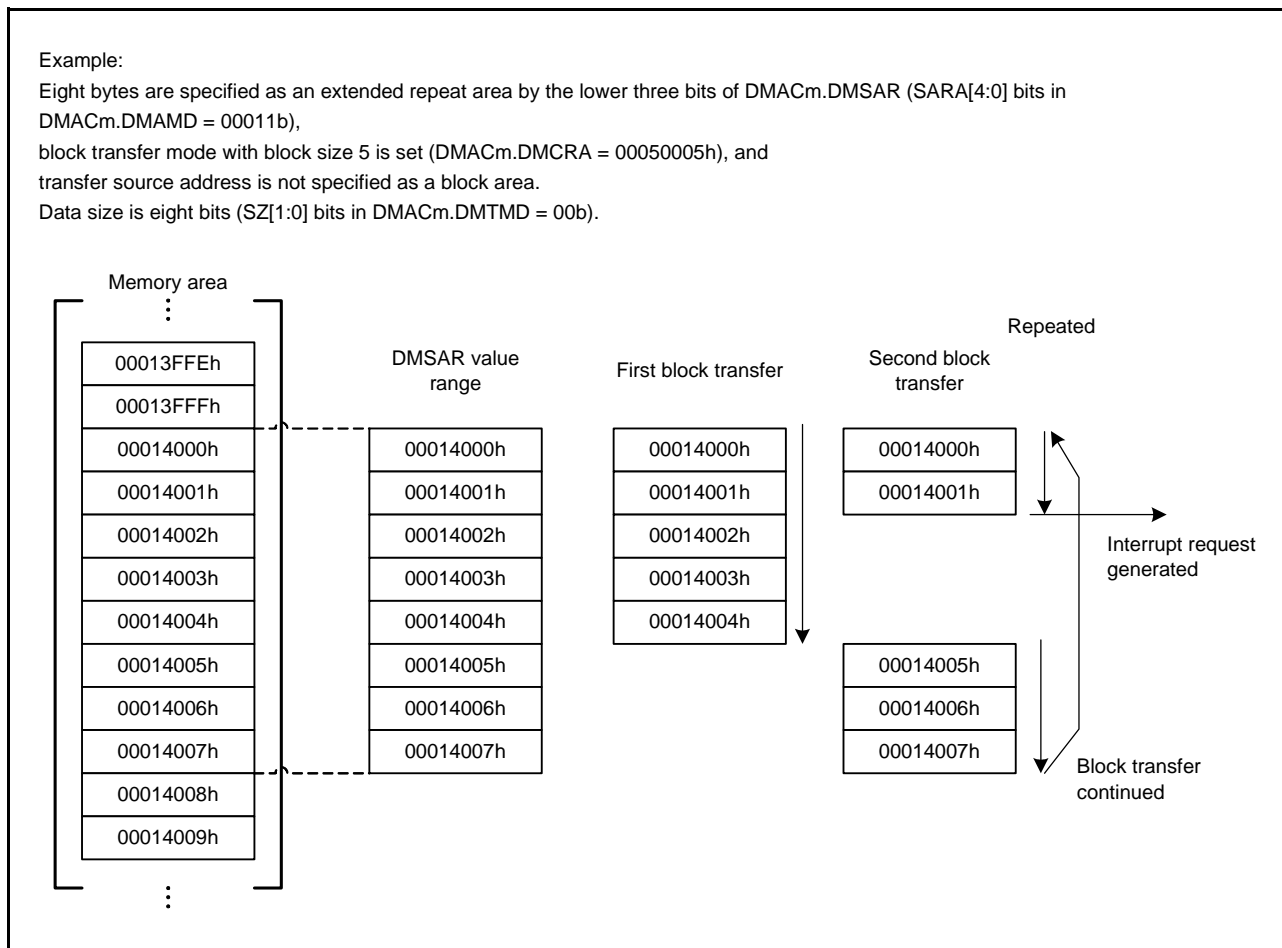 Example:
Eight bytes are specified as an extended repeat area by the lower three bits of DMACm.DMSAR (SARA[4:0] bits in
DMACm.DMAMD = 00011b),
block transfer mode with block size 5 is set (DMACm.DMCRA = 00050005h), and
transfer source address is not specified as a block area.
Data size is eight bits (SZ[1:0] bits in DMACm.DMTMD = 00b).
Memory area
00013FFEh
00013FFFh
00014000h
00014001h
00014002h
00014003h
00014004h
00014005h
00014006h
00014007h
00014008h
00014009h
DMSAR value
range
00014000h
00014001h
00014002h
00014003h
00014004h
00014005h
00014006h
00014007h
First block transfer
00014000h
00014001h
00014002h
00014003h
00014004h
Second block
transfer
00014000h
00014001h
00014005h
00014006h
00014007h
Repeated
Interrupt request
generated
Block transfer
continued